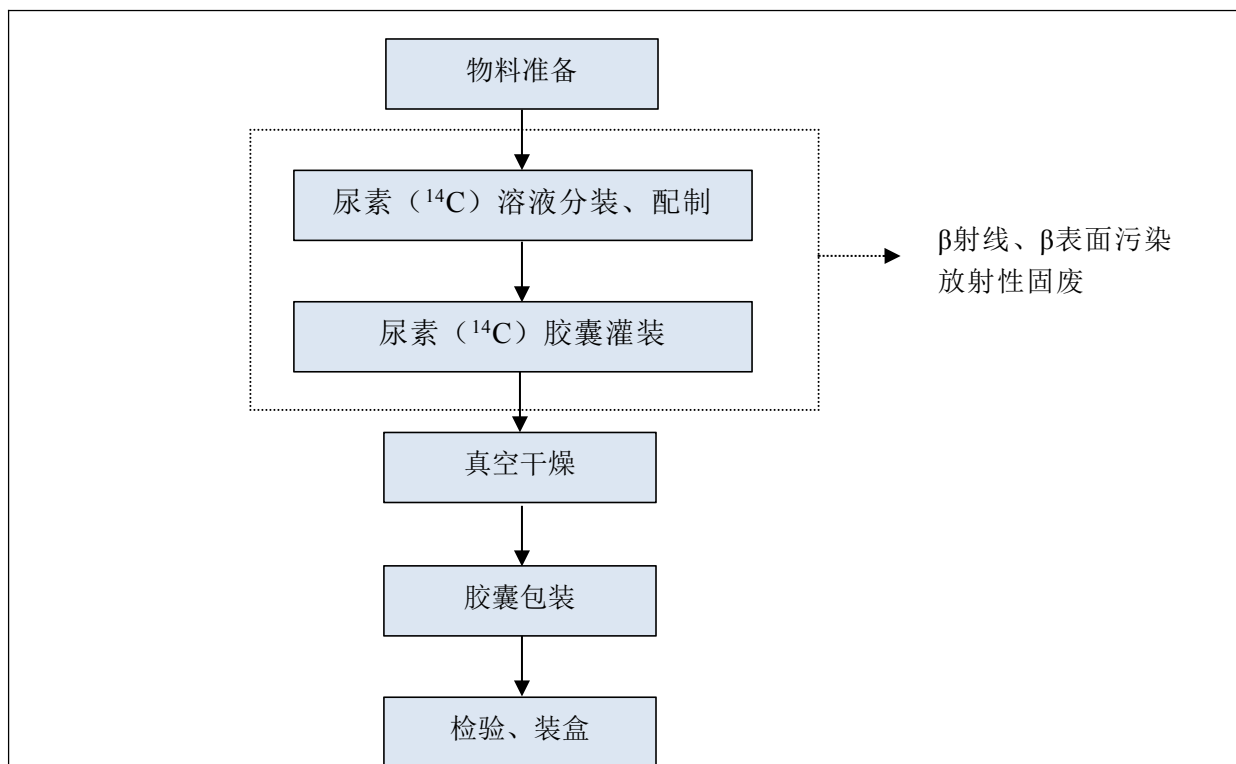 物料准备
尿素（¹⁴C）溶液分装、配制
β射线、β表面污染
放射性固废
尿素（¹⁴C）胶囊灌装
真空干燥
胶囊包装
检验、装盒